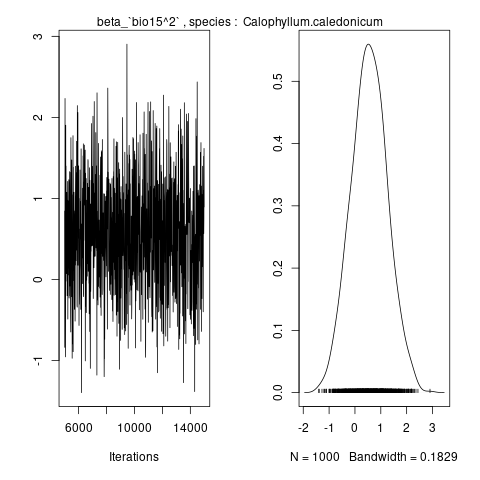 beta_`bio15^2` , species : Calophyllum.caledonicum
3
2
1
0
-1
6000 10000 14000
Iterations
0.5
0.4
0.3
0.2
0.1
0.0
-2 -1 0 1 2 3
N = 1000 Bandwidth = 0.1829